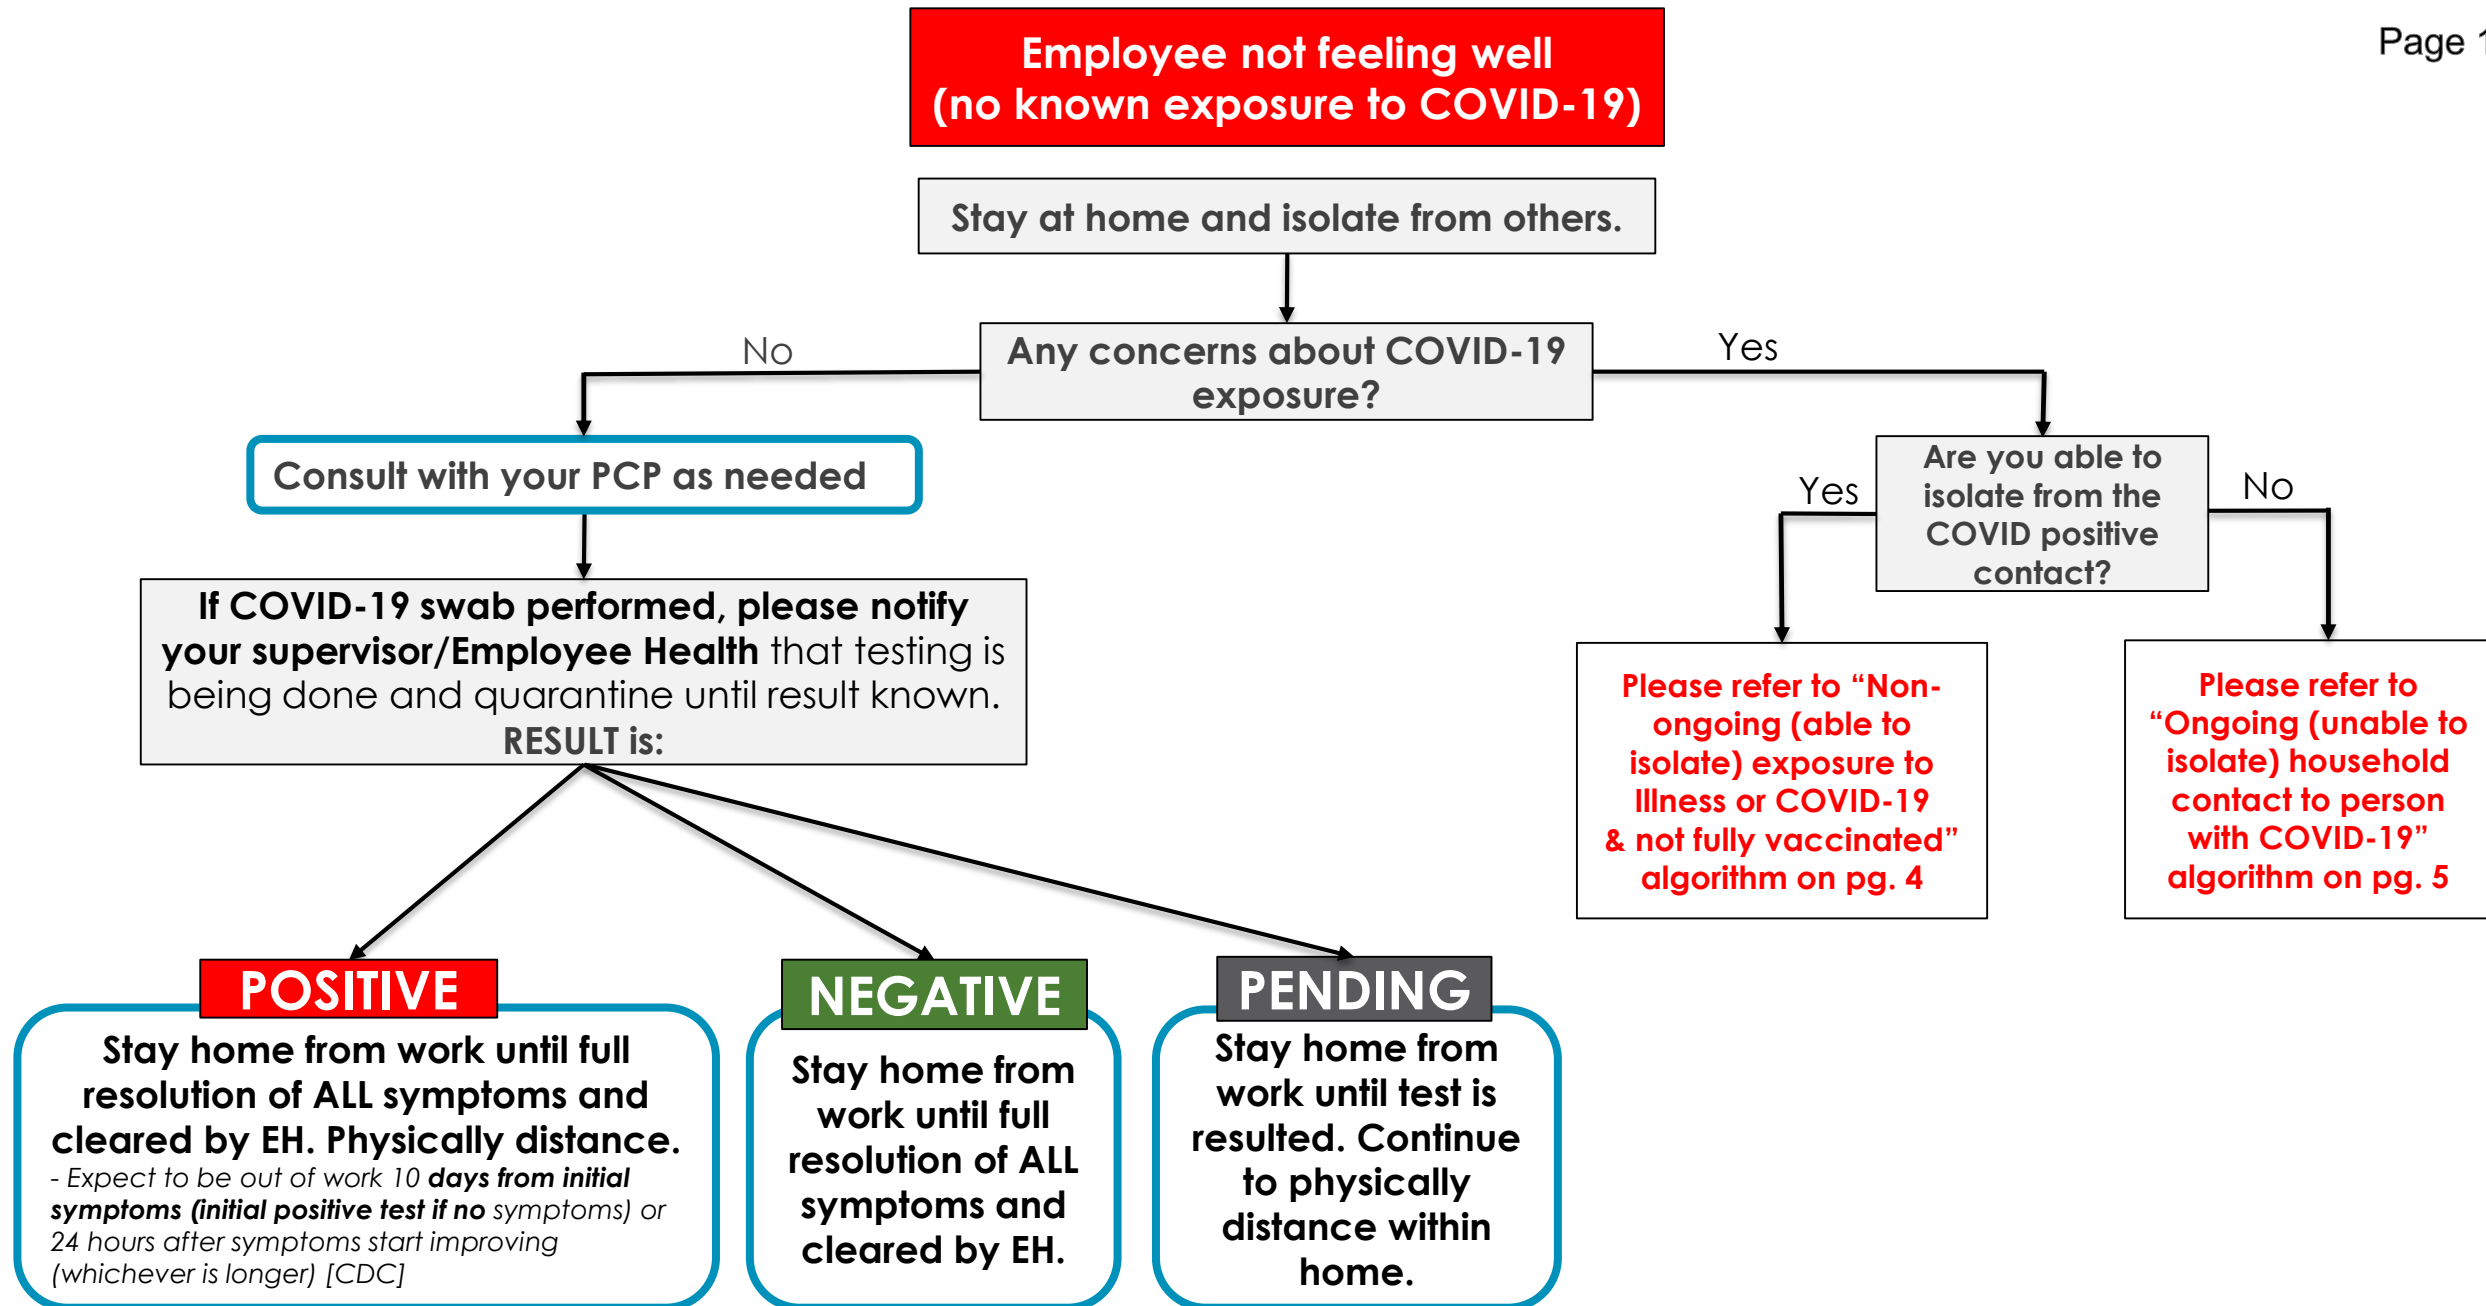 Page 1
Employee not feeling well
(no known exposure to COVID-19)
Stay at home and isolate from others.
Any concerns about COVID-19
exposure?
No
Yes
Consult with your PCP as needed
Are you able to
isolate from the
COVID positive
contact?
Yes
No
If COVID-19 swab performed, please notify
your supervisor/Employee Health that testing is
being done and quarantine until result known.
RESULT is:
Please refer to “Non-
ongoing (able to
isolate) exposure to
Illness or COVID-19
& not fully vaccinated”
algorithm on pg. 4
Please refer to
“Ongoing (unable to
isolate) household
contact to person
with COVID-19”
algorithm on pg. 5
POSITIVE
Stay home from work until full
resolution of ALL symptoms and
cleared by EH. Physically distance.
- Expect to be out of work 10 days from initial
symptoms (initial positive test if no symptoms) or
24 hours after symptoms start improving
(whichever is longer) [CDC]
NEGATIVE
Stay home from
work until full
resolution of ALL
symptoms and
cleared by EH.
PENDING
Stay home from
work until test is
resulted. Continue
to physically
distance within
home.